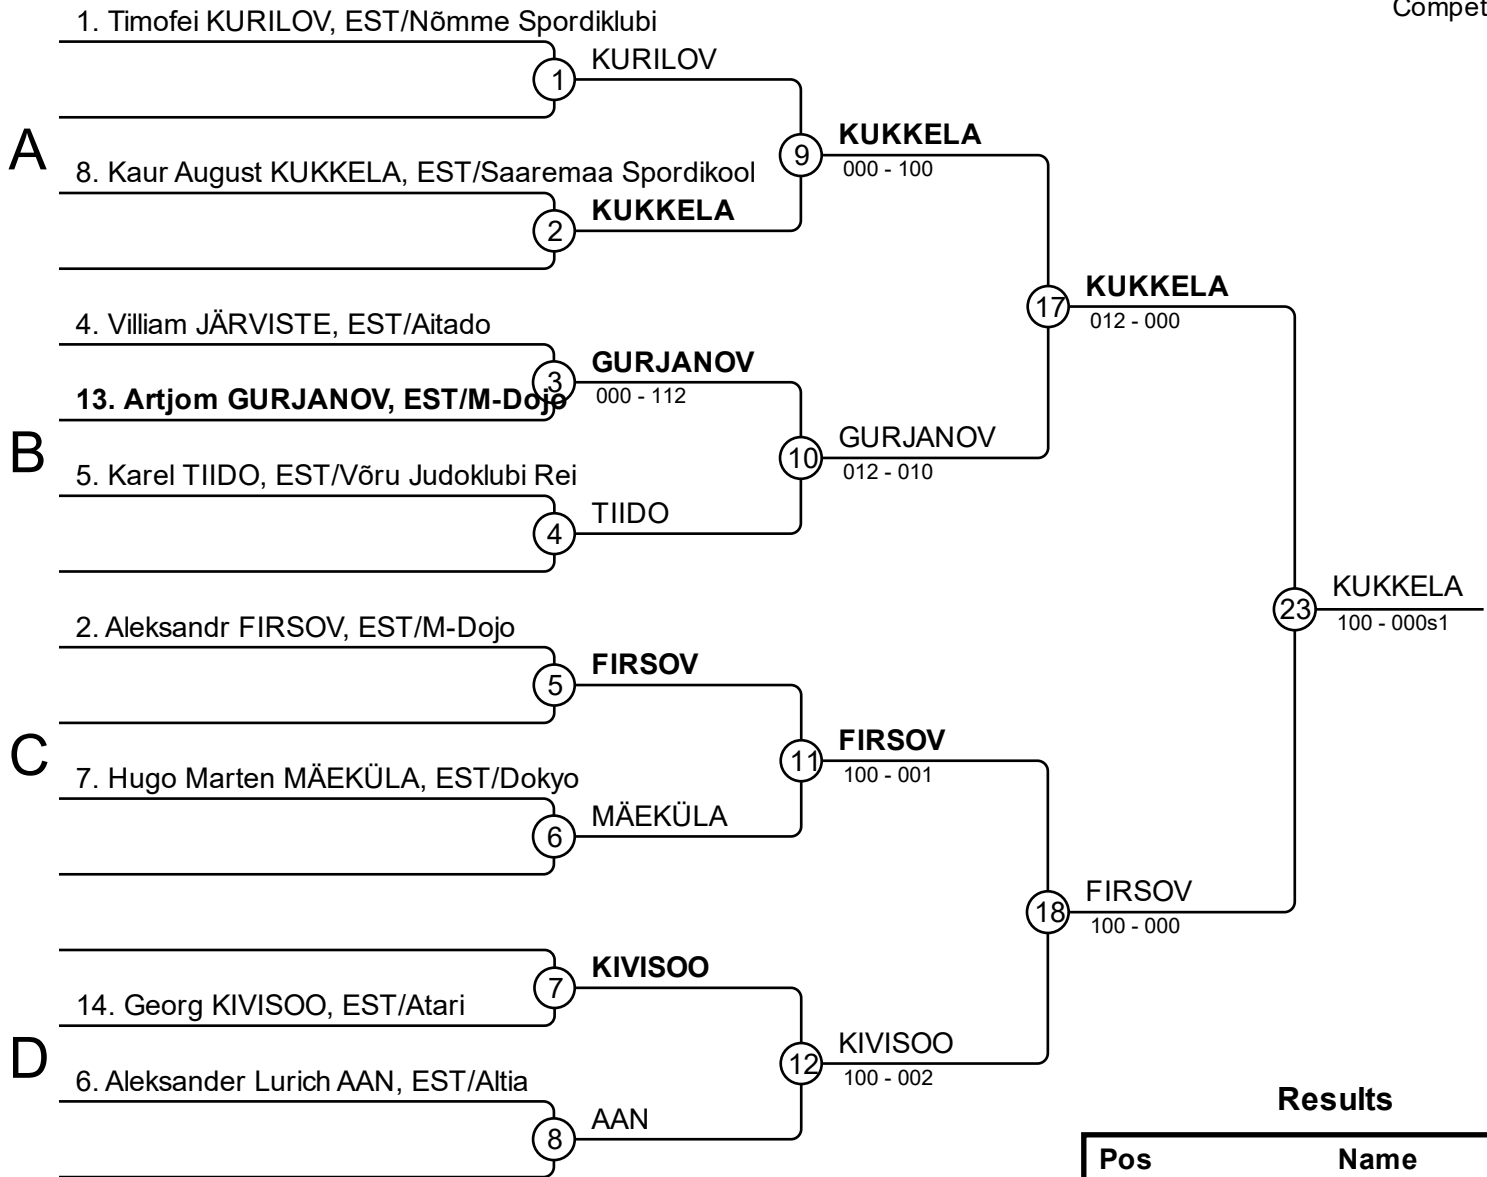 Compet
1. Timofei KURILOV, EST/Nõmme Spordiklubi
1
KURILOV
A
9
KUKKELA
000 - 100
8. Kaur August KUKKELA, EST/Saaremaa Spordikool
2
KUKKELA
17
KUKKELA
012 - 000
4. Villiam JÄRVISTE, EST/Aitado
3
GURJANOV
000 - 112
13. Artjom GURJANOV, EST/M-Dojo
B
10
GURJANOV
012 - 010
5. Karel TIIDO, EST/Võru Judoklubi Rei
4
TIIDO
23
KUKKELA
100 - 000s1
2. Aleksandr FIRSOV, EST/M-Dojo
5
FIRSOV
C
11
FIRSOV
100 - 001
7. Hugo Marten MÄEKÜLA, EST/Dokyo
6
MÄEKÜLA
18
FIRSOV
100 - 000
7
KIVISOO
14. Georg KIVISOO, EST/Atari
D
12
KIVISOO
100 - 002
6. Aleksander Lurich AAN, EST/Altia
8
AAN
Results
Pos Name